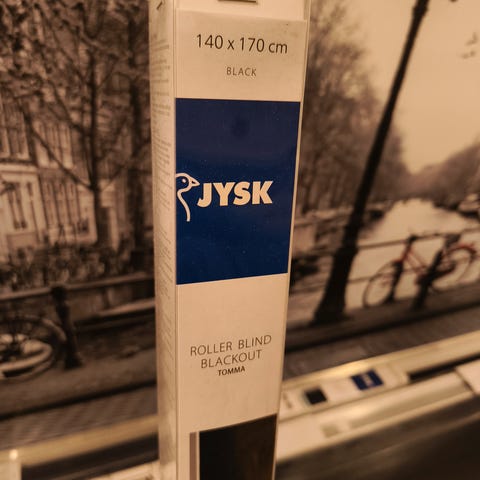 140 x 170 cm
BLACK
JYSK
ROLLER BLIND
BLACKOUT
TOMMA